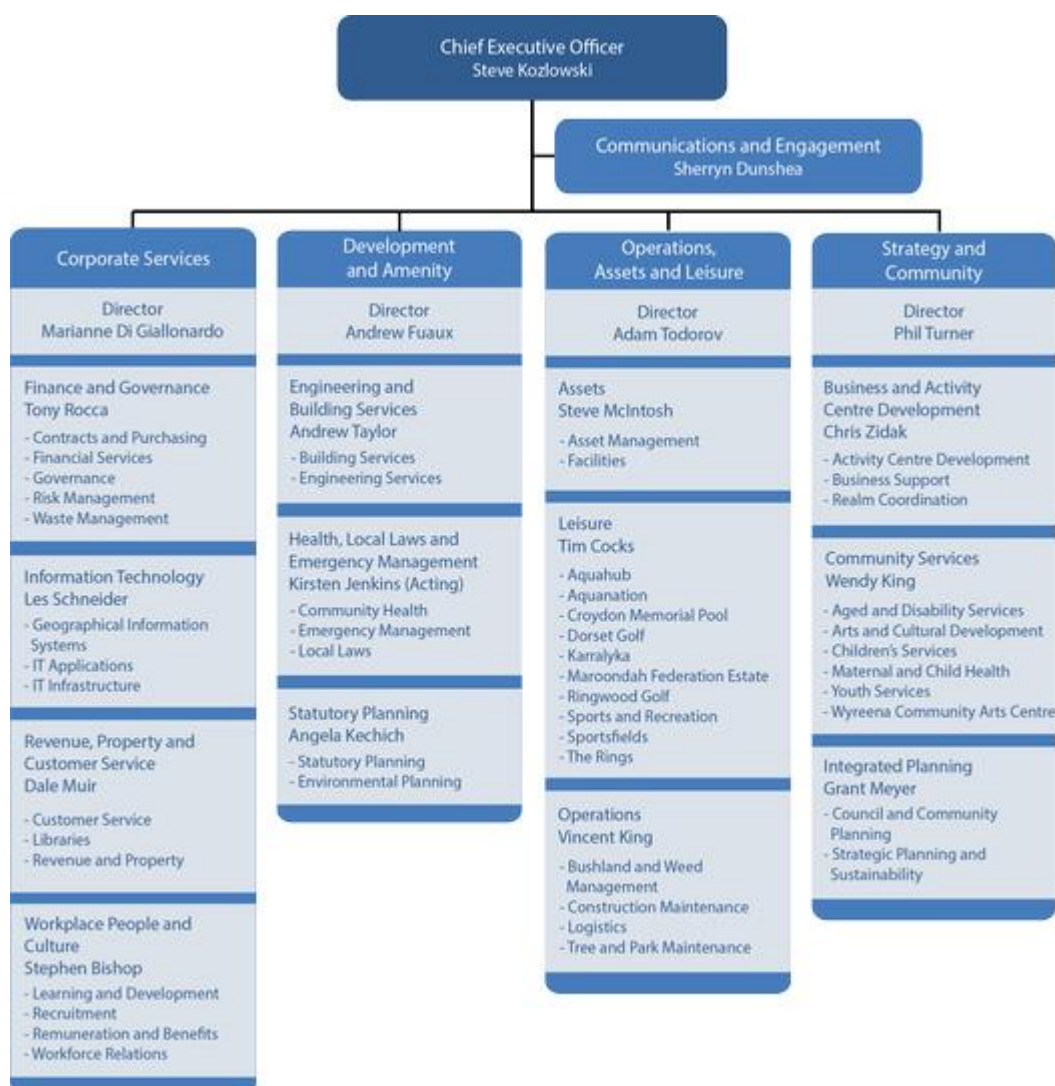 Chief Executive Officer
Steve Kozlowski
Communications and Engagement
Sherryn Dunshea
Corporate Services
Director
Marianne Di Giallonardo
Finance and Governance
Tony Rocca
- Contracts and Purchasing
- Financial Services
- Governance
- Risk Management
- Waste Management
Information Technology
Les Schneider
- Geographical Information
Systems
- IT Applications
- IT Infrastructure
Revenue, Property and
Customer Service
Dale Muir
- Customer Service
- Libraries
- Revenue and Property
Workplace People and
Culture
Stephen Bishop
- Learning and Development
- Recruitment
- Remuneration and Benefits
- Workforce Relations
Development
and Amenity
Director
Andrew Fuaux
Engineering and
Building Services
Andrew Taylor
- Building Services
- Engineering Services
Health, Local Laws and
Emergency Management
Kirsten Jenkins (Acting)
- Community Health
- Emergency Management
- Local Laws
Statutory Planning
Angela Kechich
- Statutory Planning
- Environmental Planning
Operations,
Assets and Leisure
Director
Adam Todorov
Assets
Steve McIntosh
- Asset Management
- Facilities
Leisure
Tim Cocks
- Aquahub
- Aquanation
- Croydon Memorial Pool
- Dorset Golf
- Karralyka
- Maroondah Federation Estate
- Ringwood Golf
- Sports and Recreation
- Sportsfields
- The Rings
Operations
Vincent King
- Bushland and Weed
Management
- Construction Maintenance
- Logistics
- Tree and Park Maintenance
Strategy and
Community
Director
Phil Turner
Business and Activity
Centre Development
Chris Zidak
- Activity Centre Development
- Business Support
- Realm Coordination
Community Services
Wendy King
- Aged and Disability Services
- Arts and Cultural Development
- Children's Services
- Maternal and Child Health
- Youth Services
- Wyreena Community Arts Centre
Integrated Planning
Grant Meyer
- Council and Community
Planning
- Strategic Planning and
Sustainability